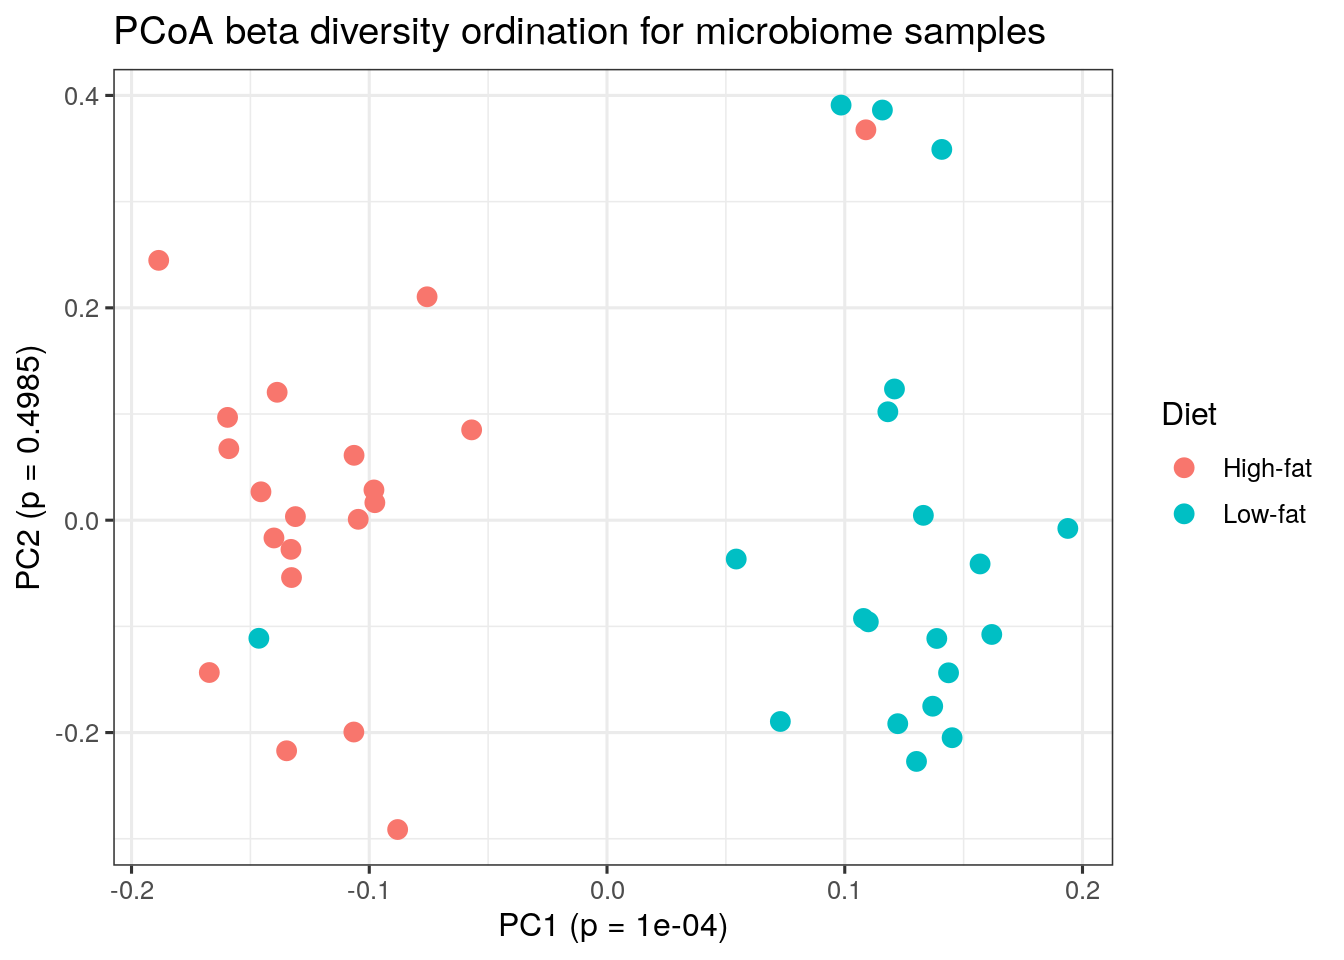 PCoA beta diversity ordination for microbiome samples
0.4
0.2
0.0
-0.2
PC2 (p = 0.4985)
-0.2
-0.1
0.0
0.1
0.2
PC1 (p = 1e-04)
Diet
High-fat
Low-fat